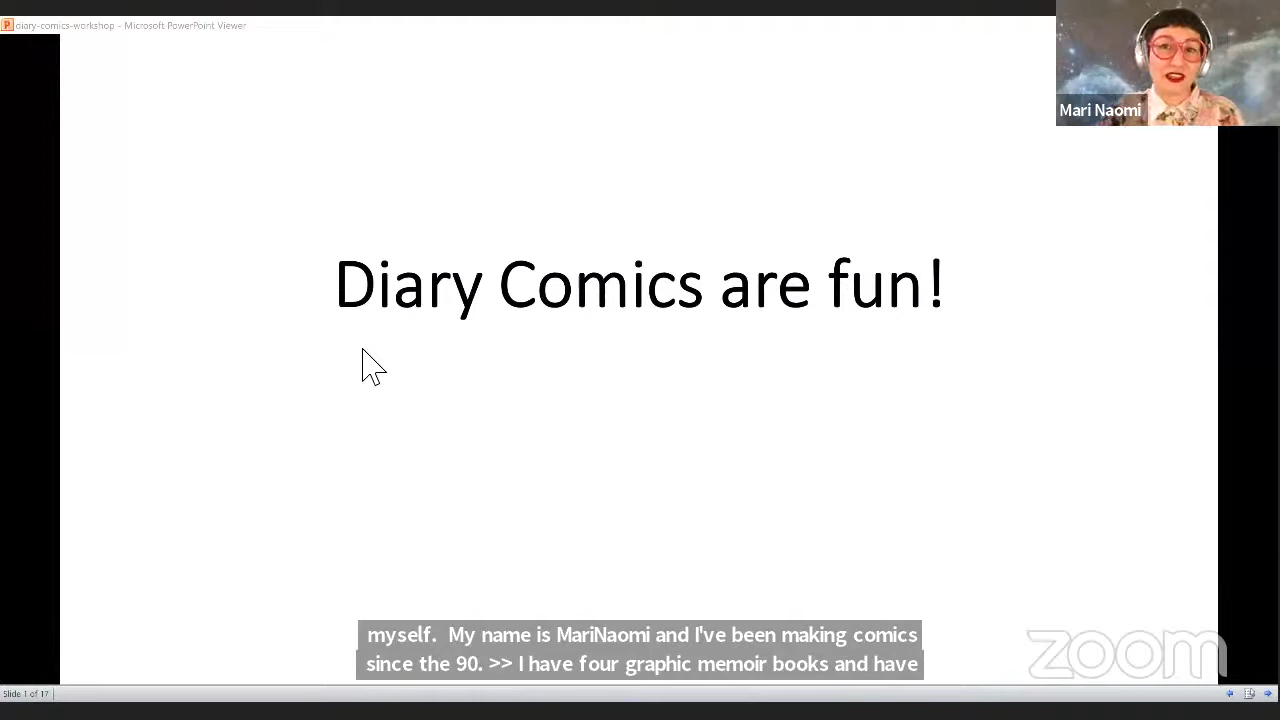 diary-comics-workshop - Microsoft PowerPoint Viewer
Mari Naomi
Diary Comics are fun!
myself.  My name is MariNaomi and I've been making comics
since the 90. >> I have four graphic memoir books and have
zoom
Slide 1 of 17